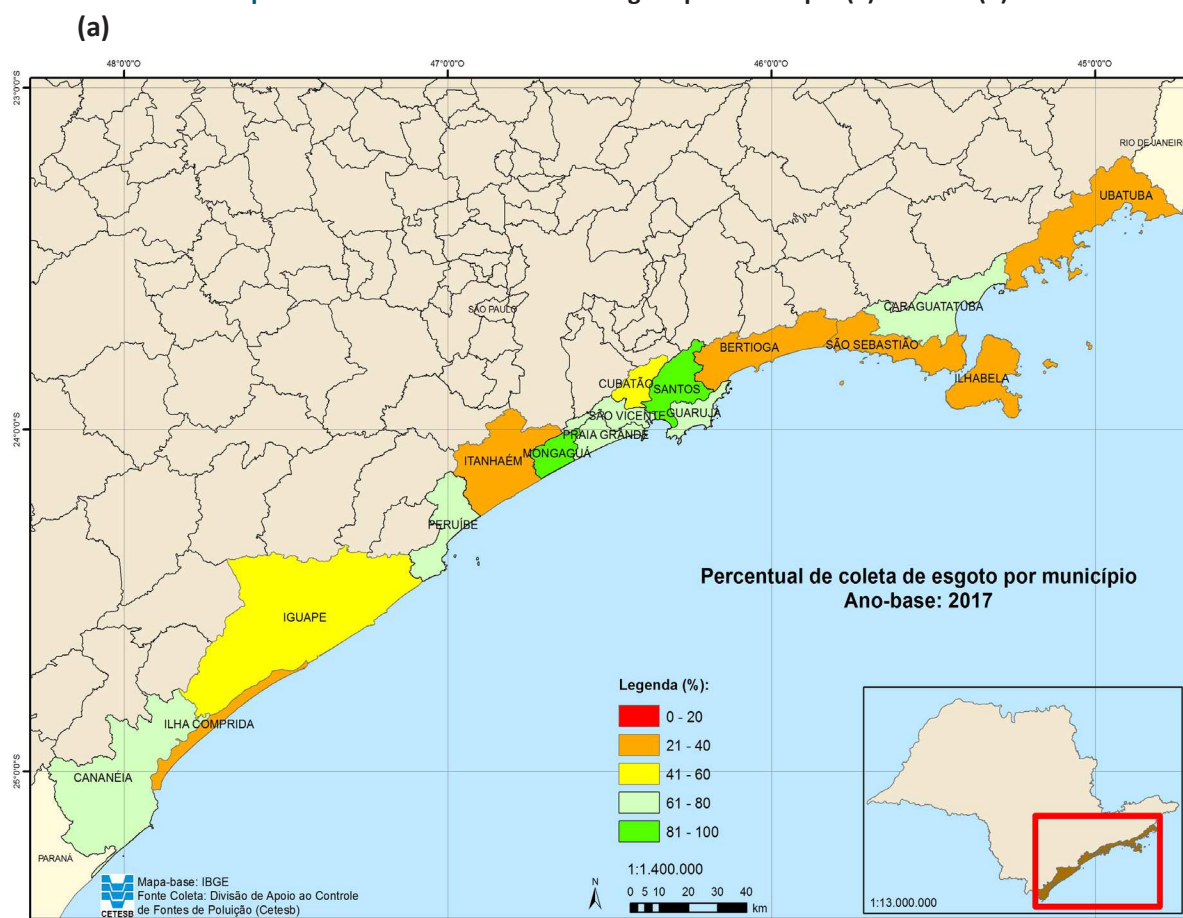 (a)
48°0'0"S
47°0'0"S
46°0'0"S
45°0'0"S
23°0'0"S
RIO DE JANEIR
UBATUBA
SÃO PAULO
CARAGUATATUBA
BERTIOGA
SÃO SEBASTIÃO
ILHABELA
CUBATÃO
SANTOS
SÃO VICENTE
GUARUJÁ
24°0'0"S
PRAIA GRANDE
MONGAGUÁ
ITANHAÉM
PERUÍBE
Percentual de coleta de esgoto por município
Ano-base: 2017
IGUAPE
ILHA COMPRIDA
CANANÉIA
25°0'0"S
PARANÁ
Legenda (%):
0 - 20
21 - 40
41 - 60
61 - 80
81 - 100
1:1.400.000
N
0 5 10 20 30 40
km
CETESB
Mapa-base: IBGE
Fonte Coleta: Divisão de Apoio ao Controle
de Fontes de Poluição (Cetesb)
1:13.000.000